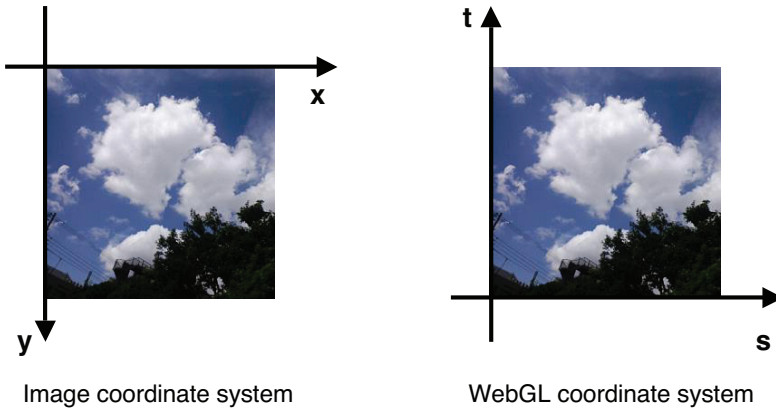 t
x
y
s
Image coordinate system
WebGL coordinate system